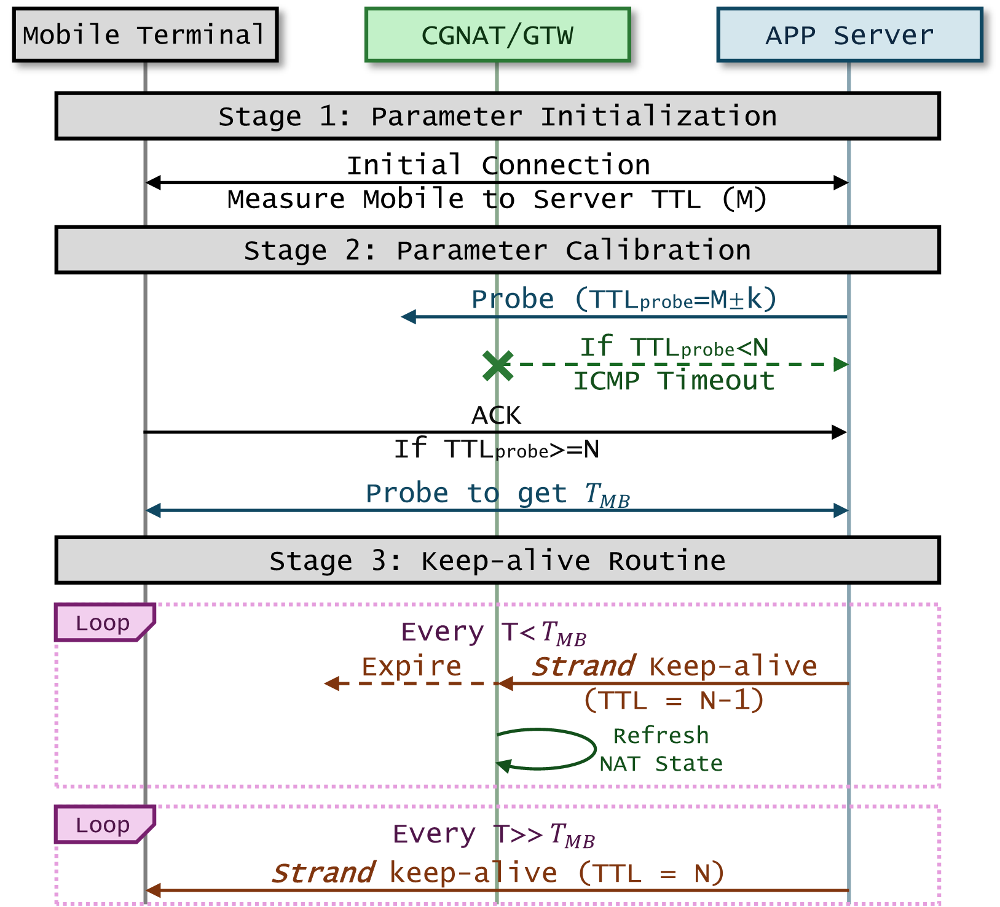 Mobile Terminal
CGNAT/GTW
APP Server
Stage 1: Parameter Initialization
Initial Connection
Measure Mobile to Server TTL (M)
Stage 2: Parameter Calibration
Probe (TTLprobe=M±k)
If TTLprobe<N
ICMP Timeout
ACK
If TTLprobe>=N
Probe to get TMB
Stage 3: Keep-alive Routine
Loop
Every T<TMB
Expire
Strand Keep-alive
(TTL = N-1)
Refresh
NAT State
Loop
Every T>>TMB
Strand keep-alive (TTL = N)